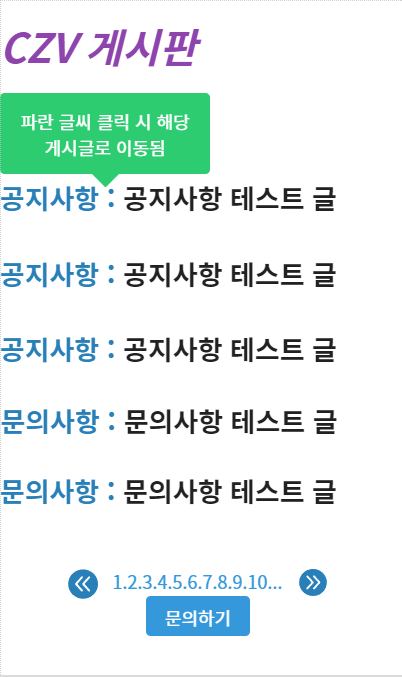 CZV 게시판
파란 글씨 클릭 시 해당
게시글로 이동됨
공지사항 : 공지사항 테스트 글
공지사항 : 공지사항 테스트 글
공지사항 : 공지사항 테스트 글
문의사항 : 문의사항 테스트 글
문의사항 : 문의사항 테스트 글
1.2.3.4.5.6.7.8.9.10...
문의하기